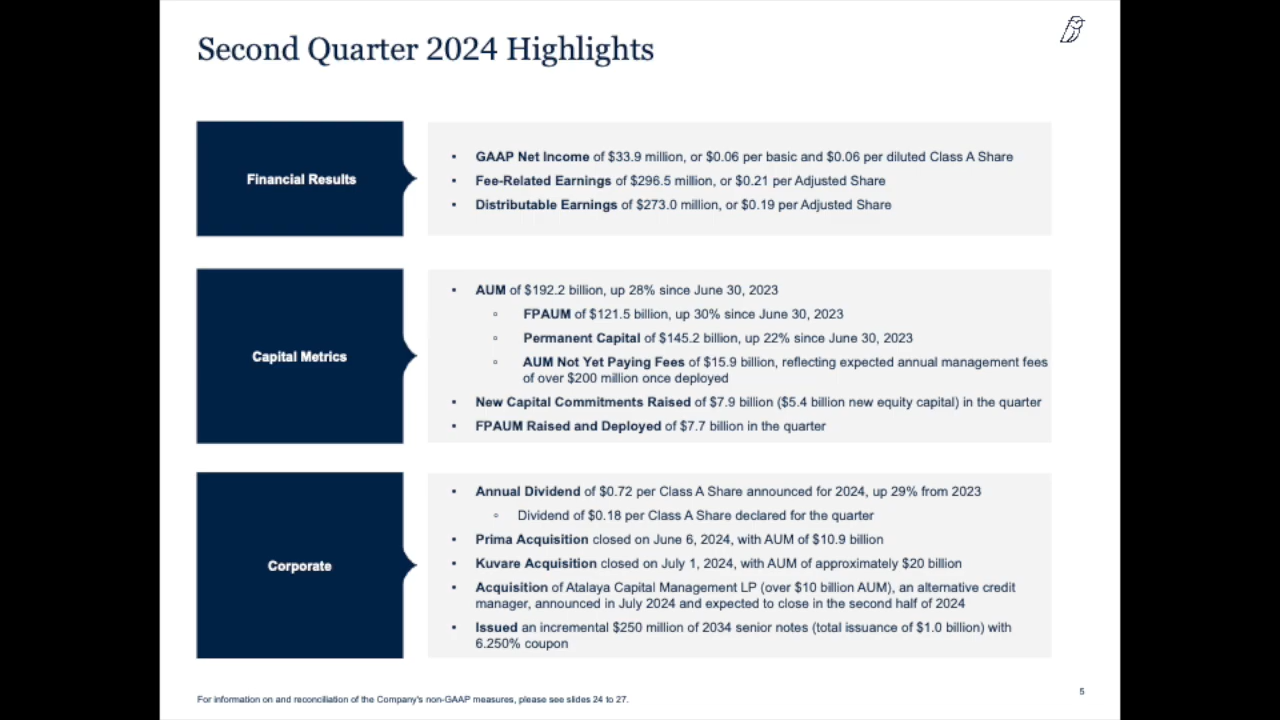 Second Quarter 2024 Highlights
Financial Results
▪ GAAP Net Income of $33.9 million, or $0.06 per basic and $0.06 per diluted Class A Share
▪ Fee-Related Earnings of $296.5 million, or $0.21 per Adjusted Share
▪ Distributable Earnings of $273.0 million, or $0.19 per Adjusted Share
Capital Metrics
▪ AUM of $192.2 billion, up 28% since June 30, 2023
◦ FPAUM of $121.5 billion, up 30% since June 30, 2023
◦ Permanent Capital of $145.2 billion, up 22% since June 30, 2023
◦ AUM Not Yet Paying Fees of $15.9 billion, reflecting expected annual management fees
of over $200 million once deployed
▪ New Capital Commitments Raised of $7.9 billion ($5.4 billion new equity capital) in the quarter
▪ FPAUM Raised and Deployed of $7.7 billion in the quarter
Corporate
▪ Annual Dividend of $0.72 per Class A Share announced for 2024, up 29% from 2023
◦ Dividend of $0.18 per Class A Share declared for the quarter
▪ Prima Acquisition closed on June 6, 2024, with AUM of $10.9 billion
▪ Kuvare Acquisition closed on July 1, 2024, with AUM of approximately $20 billion
▪ Acquisition of Atalaya Capital Management LP (over $10 billion AUM), an alternative credit
manager, announced in July 2024 and expected to close in the second half of 2024
▪ Issued an incremental $250 million of 2034 senior notes (total issuance of $1.0 billion) with
6.250% coupon
For information on and reconciliation of the Company's non-GAAP measures, please see slides 24 to 27.
5